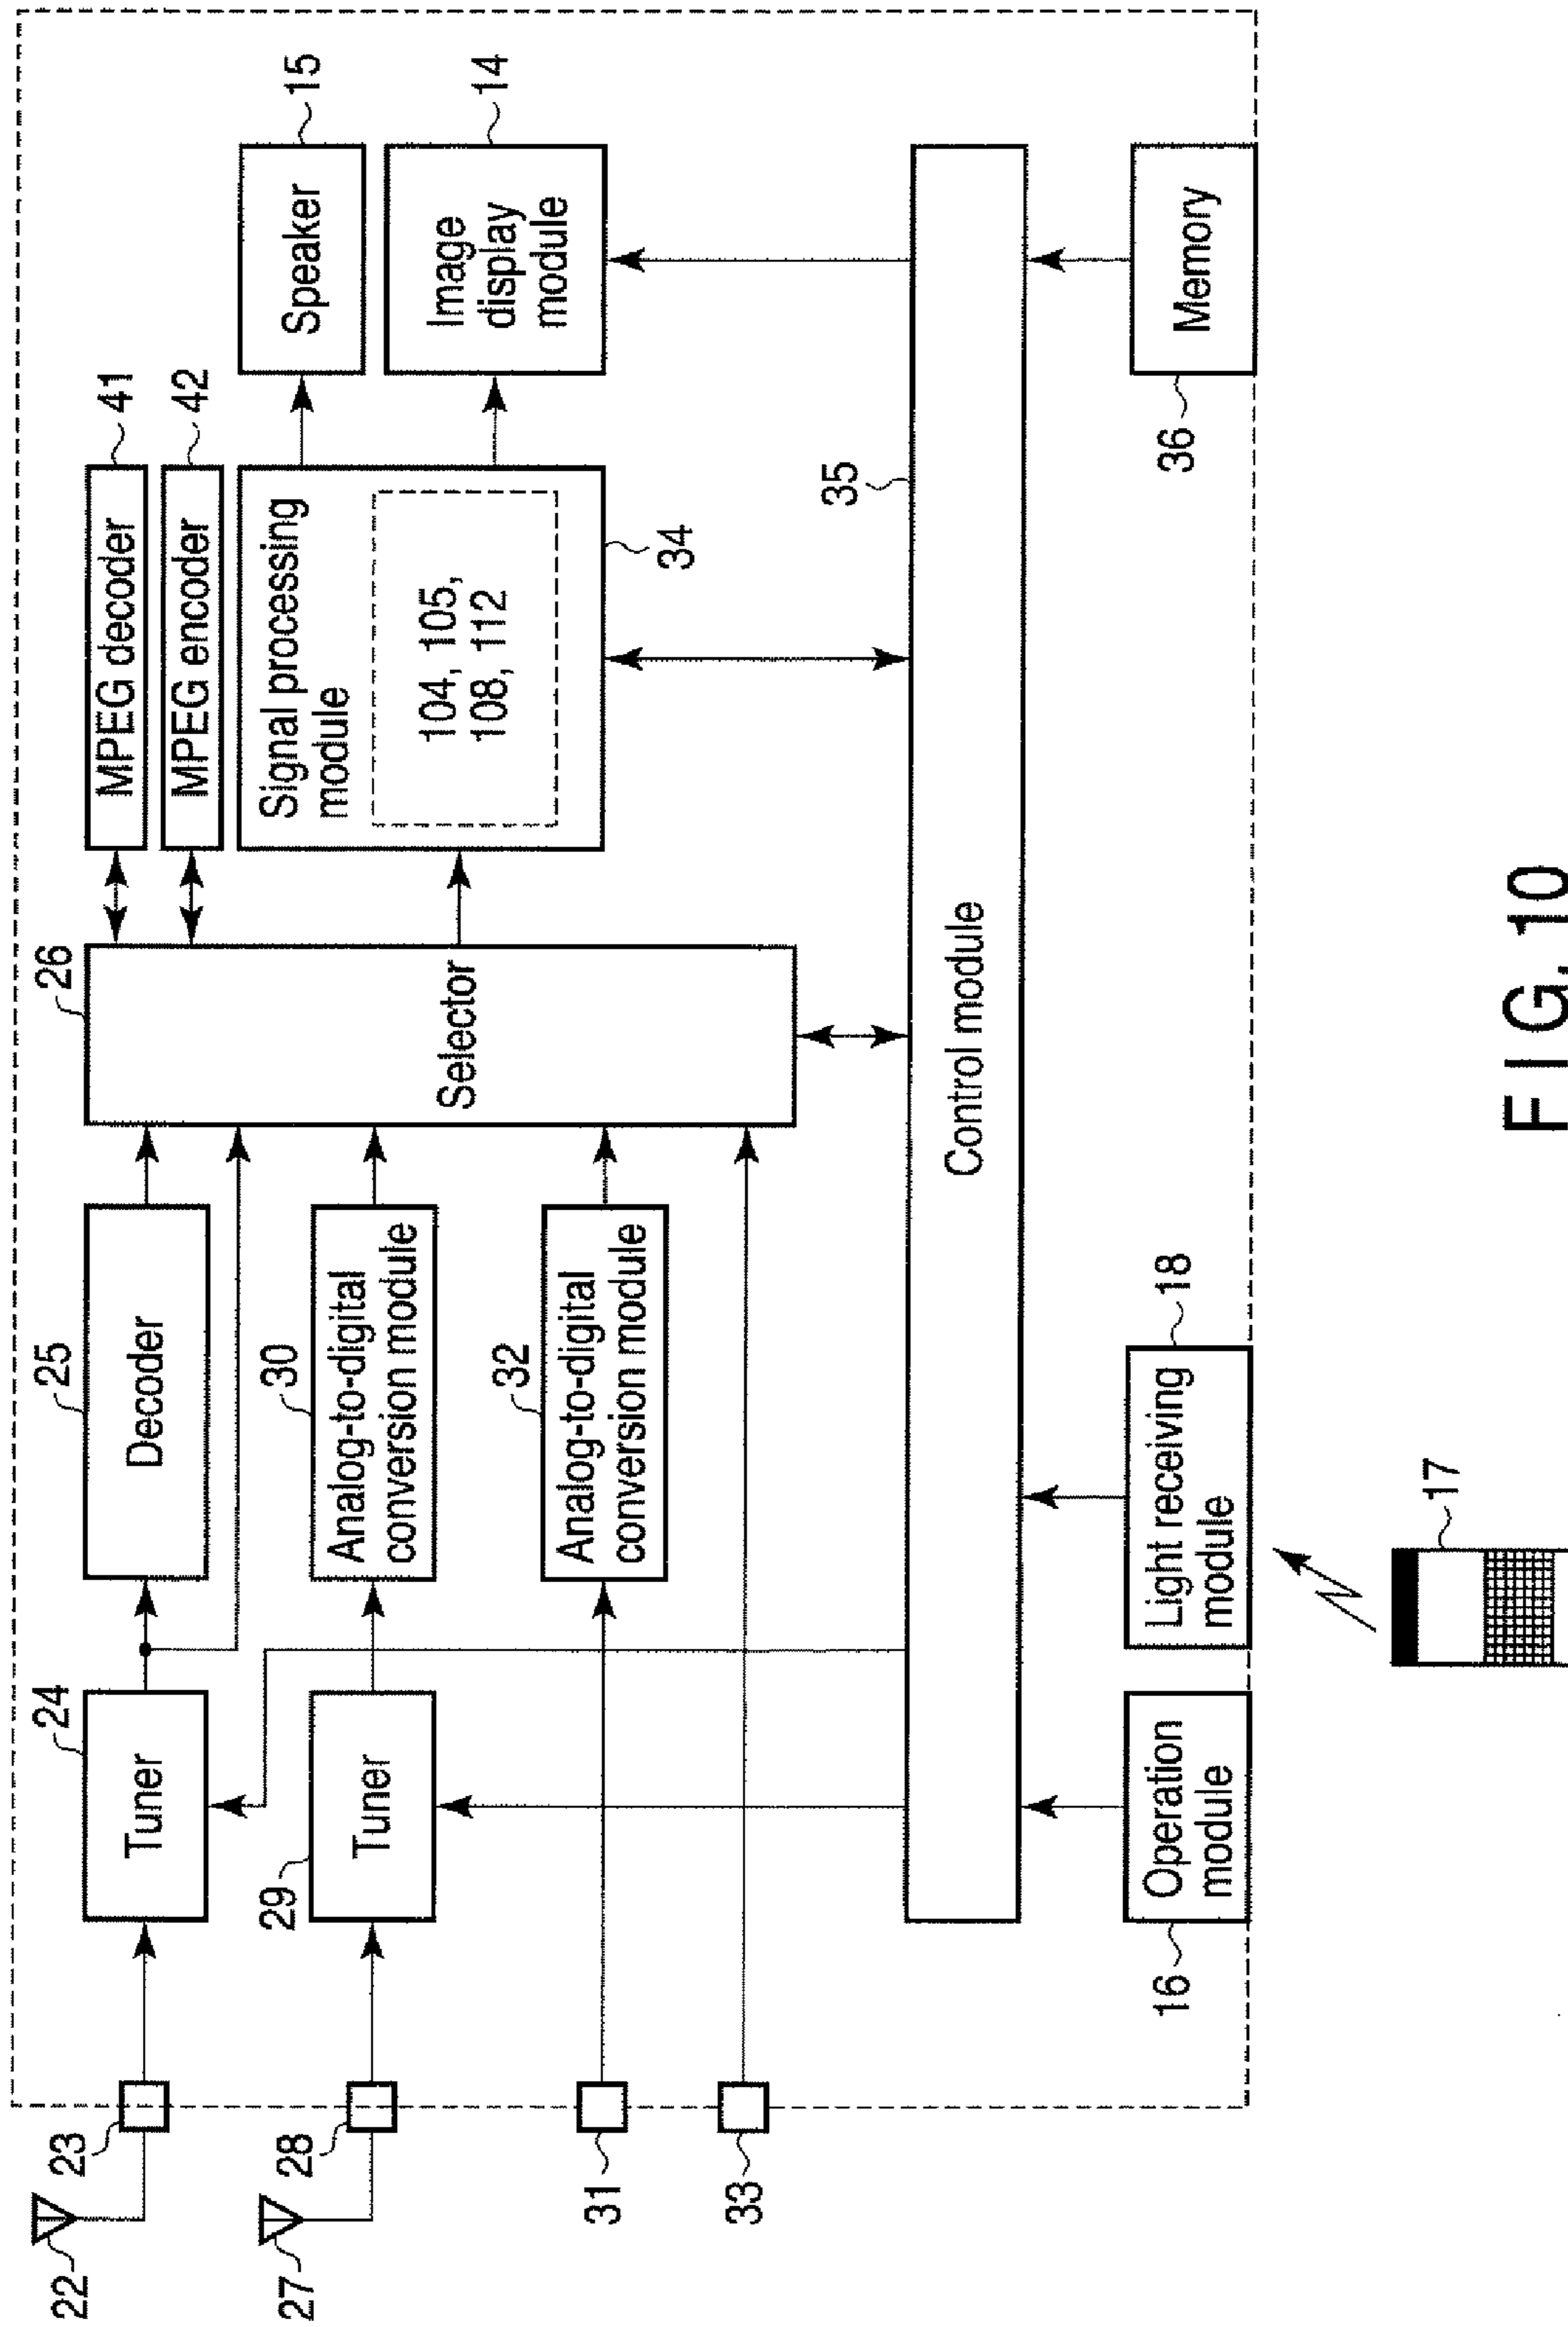 22
23
24
Tuner
25
Decoder
26
Selector
MPEG decoder
41
MPEG encoder
42
Signal processing
module
104, 105,
108, 112
34
Speaker
15
Image
display
module
14
27
28
29
Tuner
30
Analog-to-digital
conversion module
31
32
Analog-to-digital
conversion module
33
35
Control module
16
Operation
module
Light receiving
module
18
17
36
Memory
FIG. 10